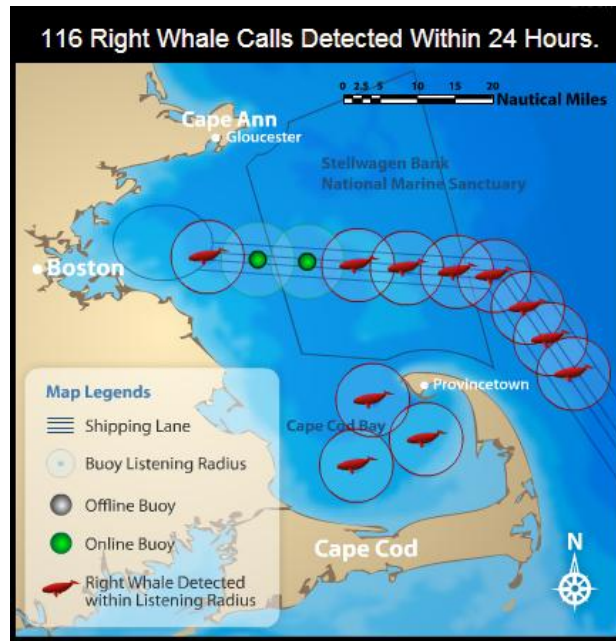 116 Right Whale Calls Detected Within 24 Hours.
0 2.5 5 10 15 20
Nautical Miles
Cape Ann
Gloucester
Stellwagen Bank
National Marine Sanctuary
Boston
Provincetown
Cape Cod Bay
Map Legends
Shipping Lane
Buoy Listening Radius
Offline Buoy
Online Buoy
Right Whale Detected
within Listening Radius
Cape Cod
N